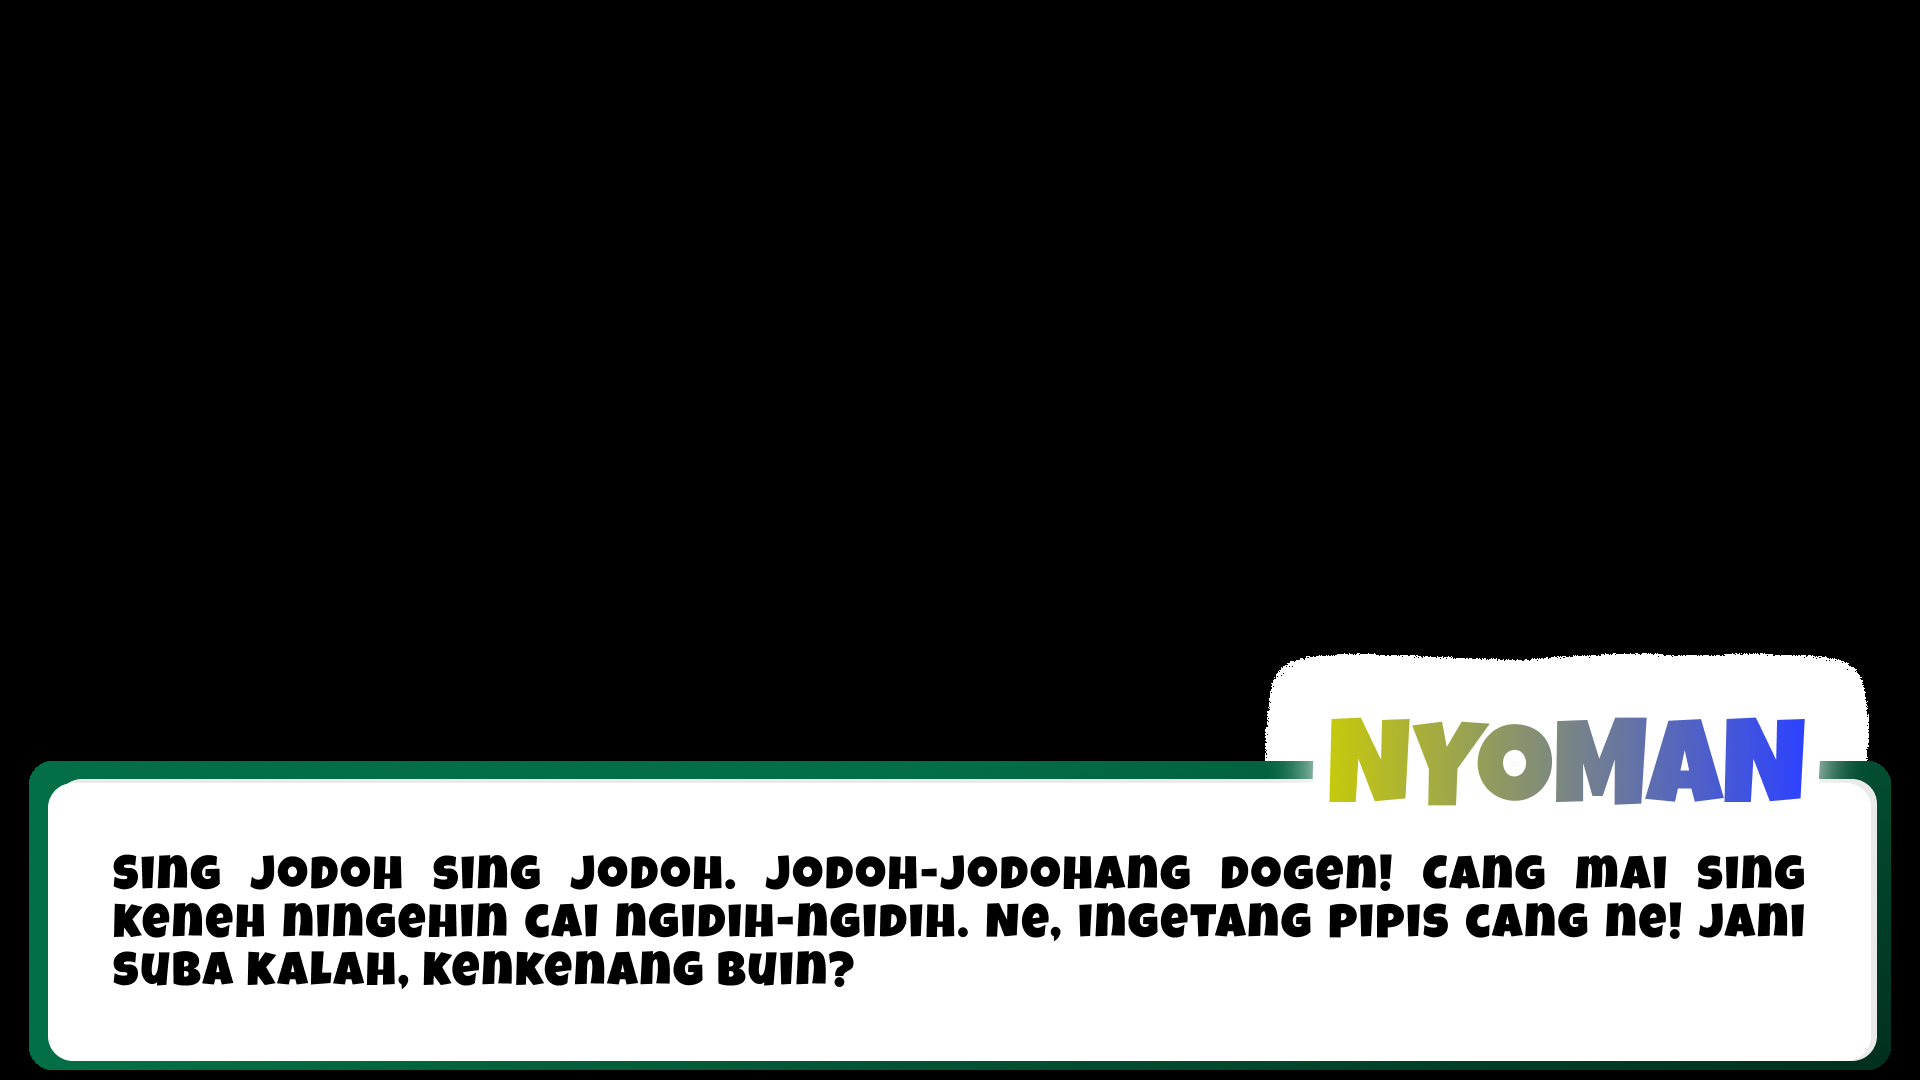 NYOMAN
Sing jodoh sing jodoh. Jodoh-jodohang dogen! Cang mai sing
keneh ningehin cai ngidih-ngidih. Ne, ingetang pipis cang ne! Jani
suba kalah, kenkenang buin?